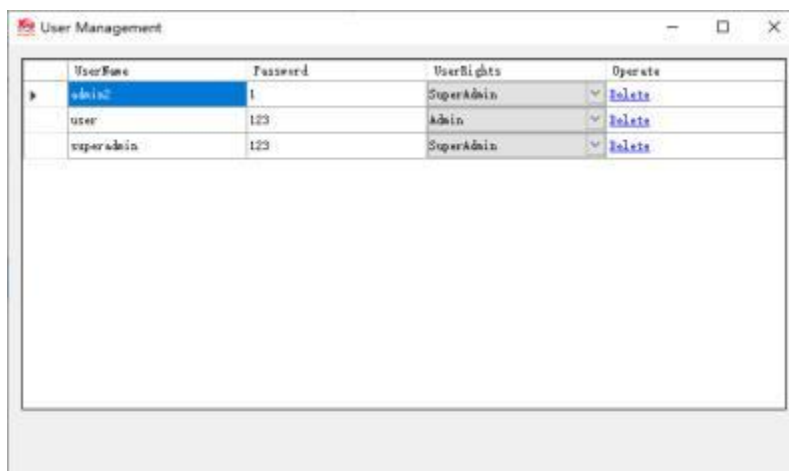 User Management
UserName Password UserRights Operate
admin2 1 SuperAdmin Delete
user 123 Admin Delete
superadmin 123 SuperAdmin Delete